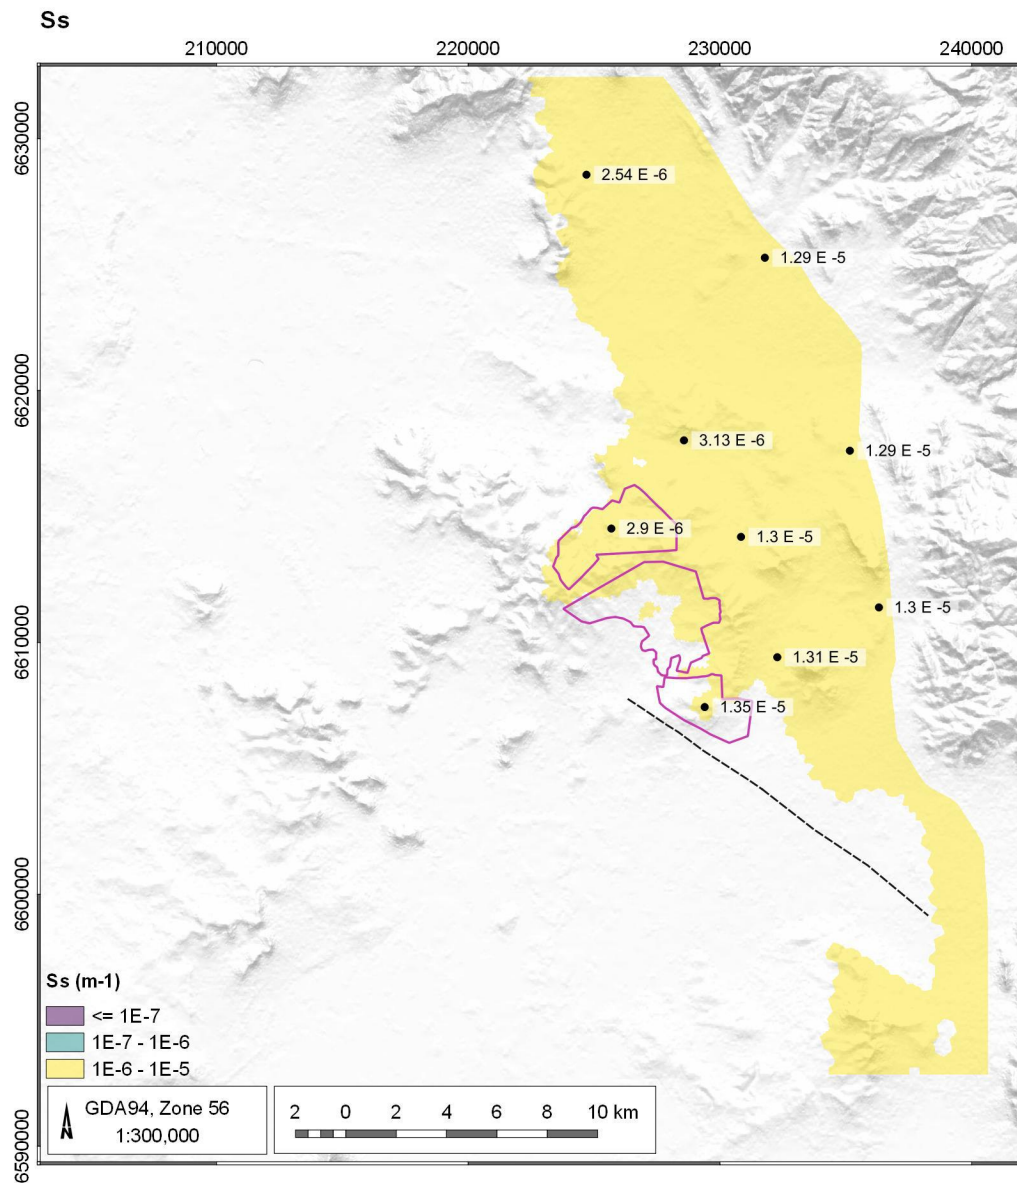 Ss
210000
220000
230000
240000
6630000
6620000
6610000
6600000
6590000
2.54 E -6
1.29 E -5
3.13 E -6
1.29 E -5
2.9 E -6
1.3 E -5
1.3 E -5
1.31 E -5
1.35 E -5
Ss (m-1)
<= 1E-7
1E-7 - 1E-6
1E-6 - 1E-5
N
GDA94, Zone 56
1:300,000
2 0 2 4 6 8 10 km